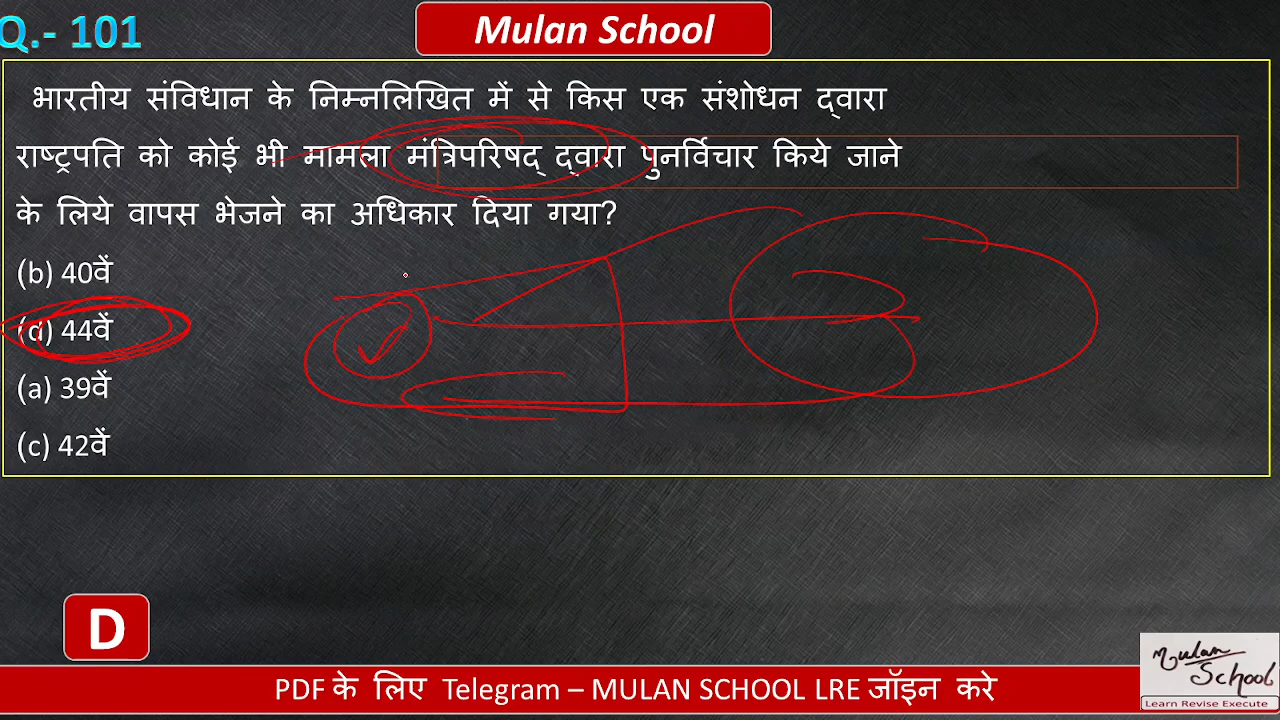 Q.- 101
Mulan School
भारतीय संविधान के निम्नलिखित में से किस एक संशोधन द्वारा
राष्ट्रपति को कोई भी मामला मंत्रिपरिषद् द्वारा पुनर्विचार किये जाने
के लिये वापस भेजने का अधिकार दिया गया?
(b) 40वें
(d) 44वें
(a) 39वें
(c) 42वें
D
PDF के लिए Telegram – MULAN SCHOOL LRE जॉइन करे
Mulan
School
Learn Revise Execute